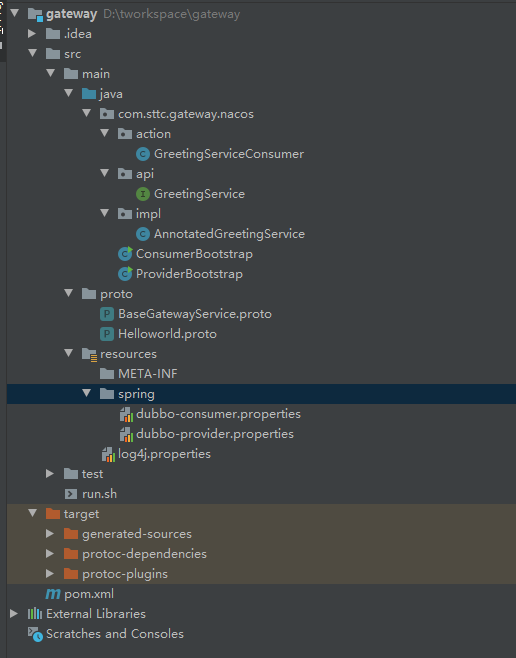 gateway D:\tworkspace\gateway
.idea
src
main
java
com.sttc.gateway.nacos
action
GreetingServiceConsumer
api
GreetingService
impl
AnnotatedGreetingService
ConsumerBootstrap
ProviderBootstrap
proto
BaseGatewayService.proto
Helloworld.proto
resources
META-INF
spring
dubbo-consumer.properties
dubbo-provider.properties
log4j.properties
test
run.sh
target
generated-sources
protoc-dependencies
protoc-plugins
pom.xml
External Libraries
Scratches and Consoles